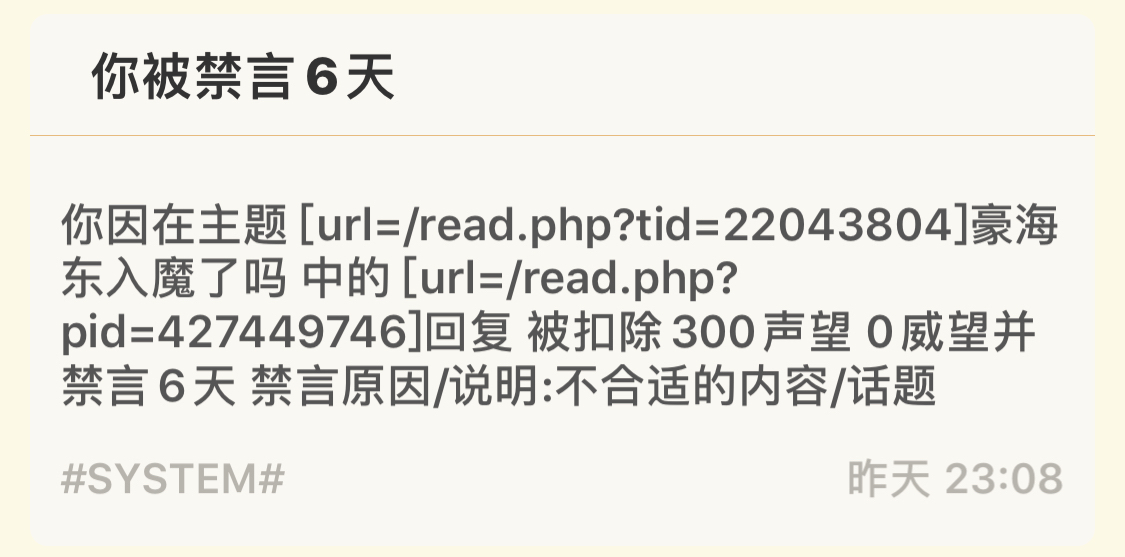 你被禁言6天
你因在主题 [url=/read.php?tid=22043804]豪海
东入魔了吗 中的 [url=/read.php?
pid=427449746]回复 被扣除300声望 0威望并
禁言6天 禁言原因/说明:不合适的内容/话题
#SYSTEM#
昨天 23:08